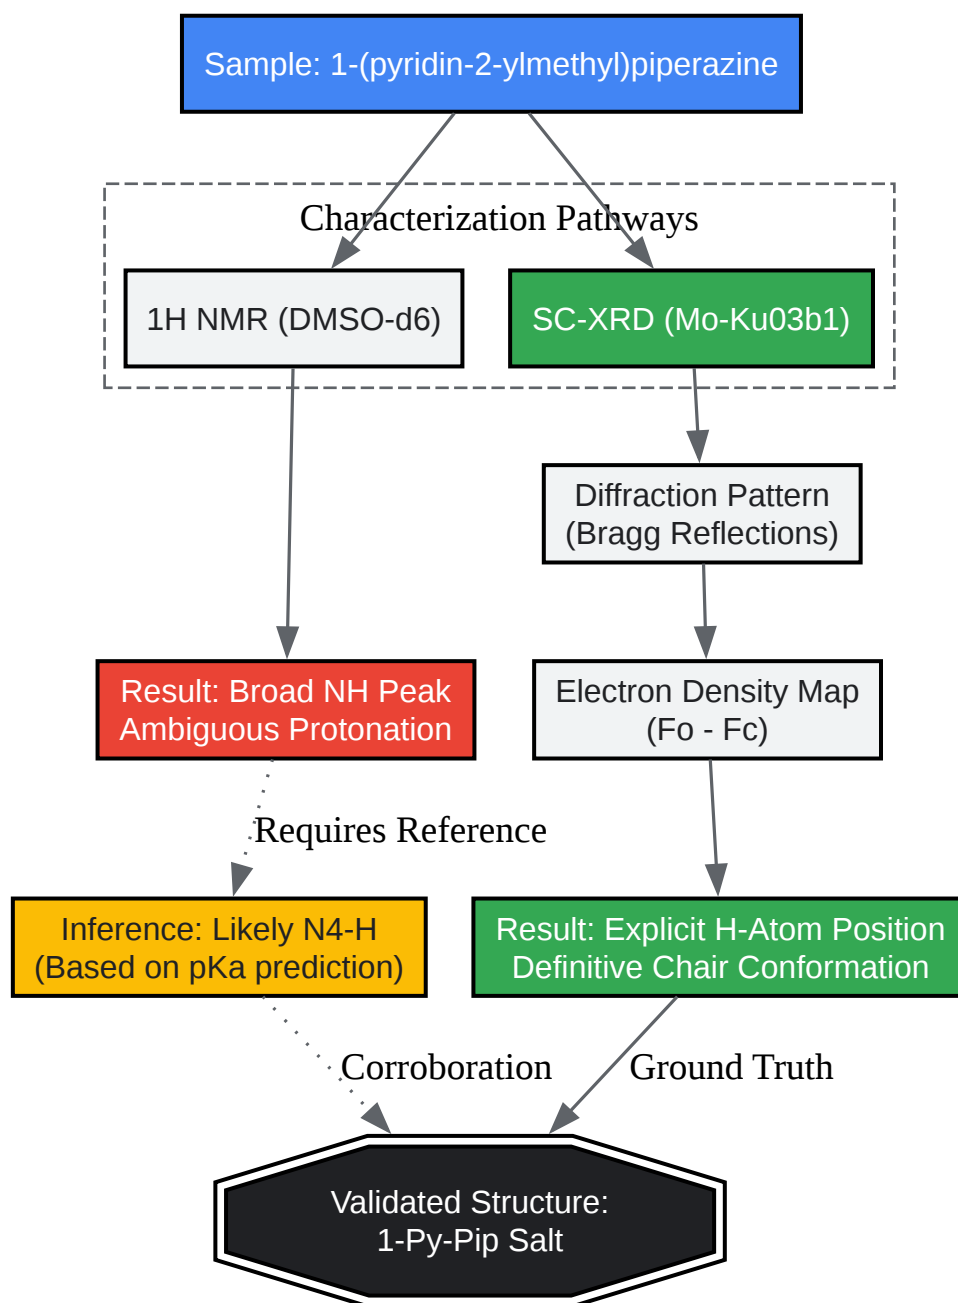 Sample: 1-(pyridin-2-ylmethyl)piperazine
Characterization Pathways
1H NMR (DMSO-d6)
SC-XRD (Mo-Ku03b1)
Diffraction Pattern
(Bragg Reflections)
Result: Broad NH Peak
Ambiguous Protonation
Electron Density Map
(Fo - Fc)
Requires Reference
Inference: Likely N4-H
(Based on pKa prediction)
Result: Explicit H-Atom Position
Definitive Chair Conformation
Corroboration
Ground Truth
Validated Structure:
1-Py-Pip Salt